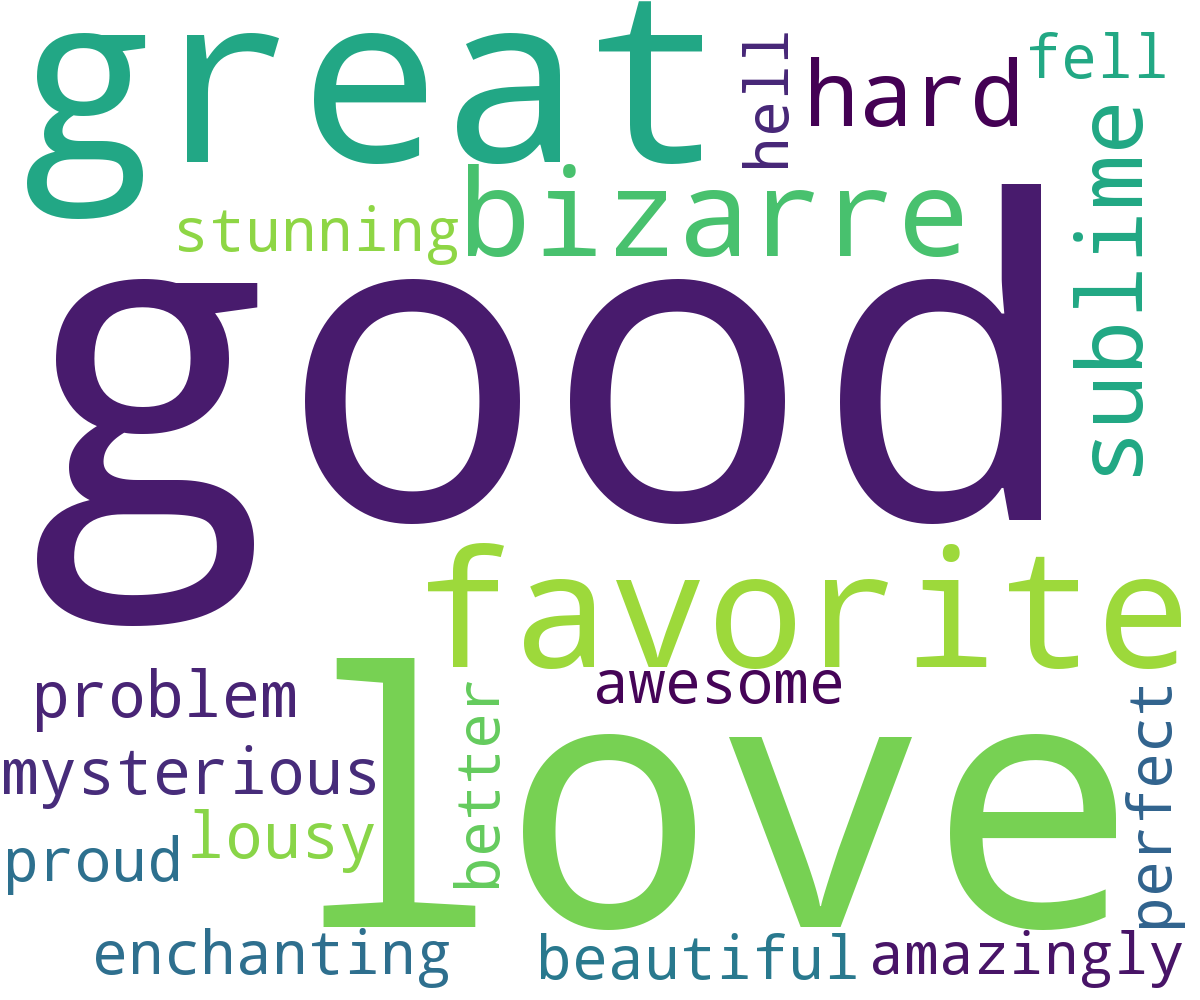 great
hell
hard
fell
stunning
bizarre
sublime
good
favorite
problem
awesome
better
perfect
mysterious
love
lousy
proud
enchanting
beautiful
amazingly